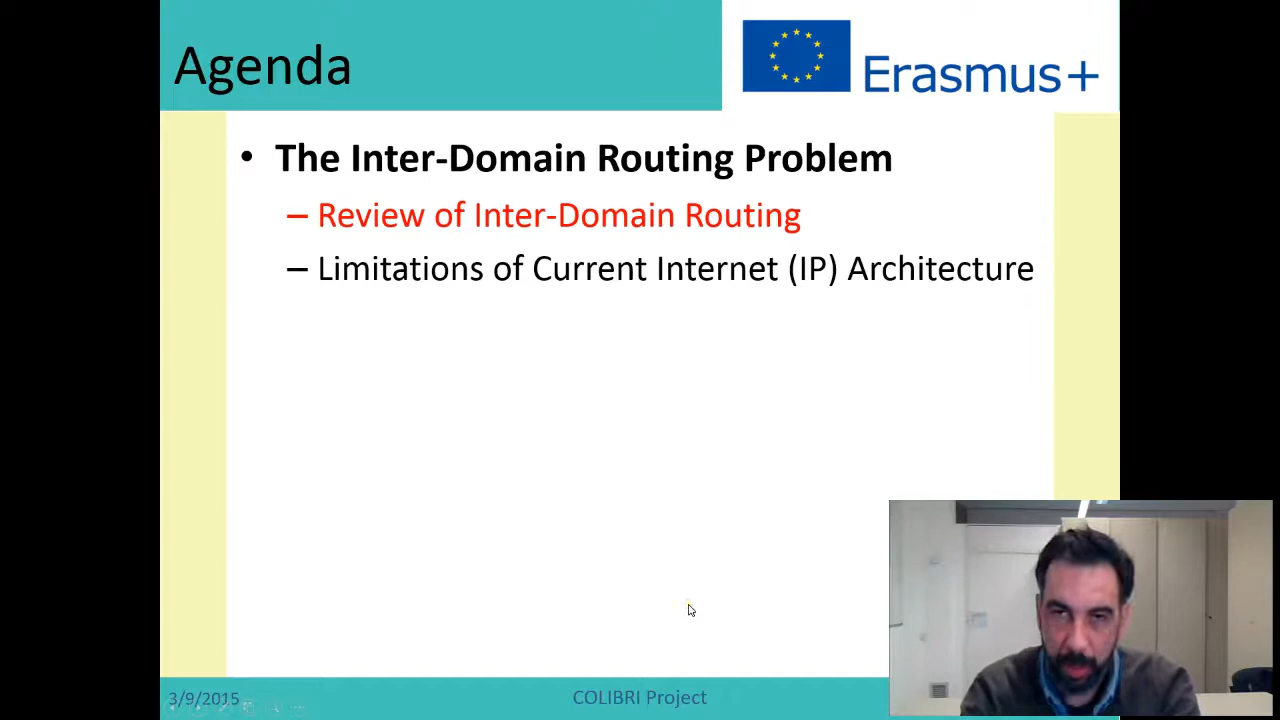 Agenda
Erasmus+
• The Inter-Domain Routing Problem
– Review of Inter-Domain Routing
– Limitations of Current Internet (IP) Architecture
3/9/2015
COLIBRI Project